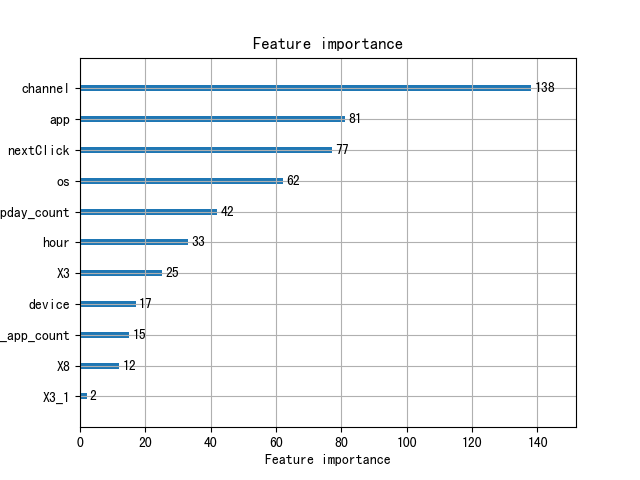 Feature importance
channel
138
app
81
nextClick
77
os
62
pday_count
42
hour
33
X3
25
device
17
_app_count
15
X8
12
X3_1
2
0 20 40 60 80 100 120 140
Feature importance